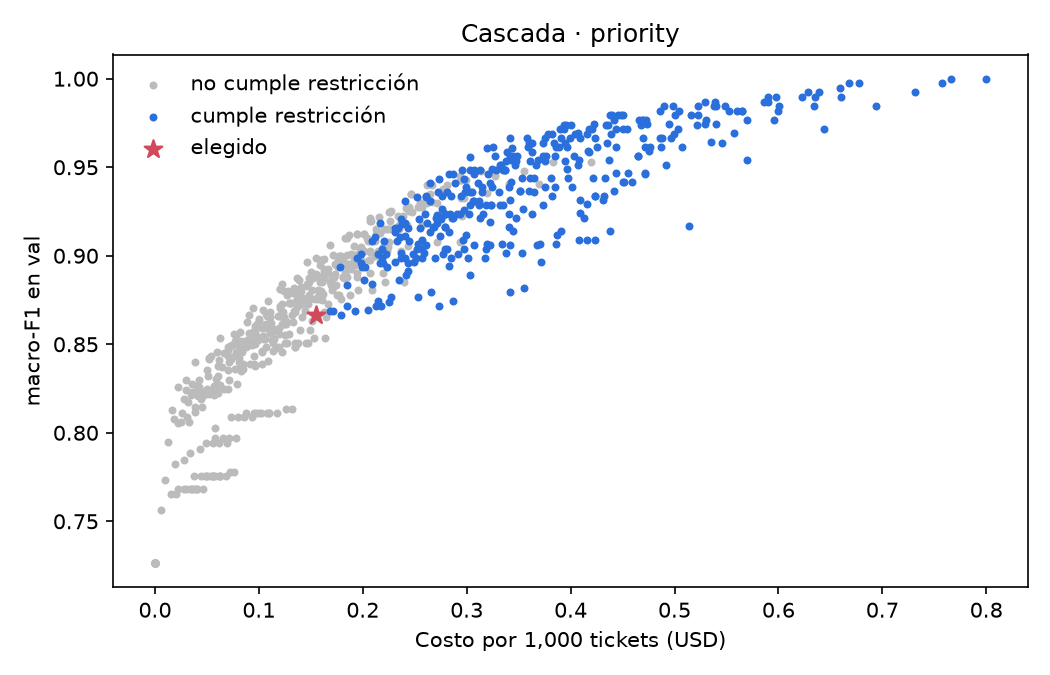 Cascada · priority
no cumple restricción
cumple restricción
elegido
macro-F1 en val
1.00
0.95
0.90
0.85
0.80
0.75
0.0 0.1 0.2 0.3 0.4 0.5 0.6 0.7 0.8
Costo por 1,000 tickets (USD)